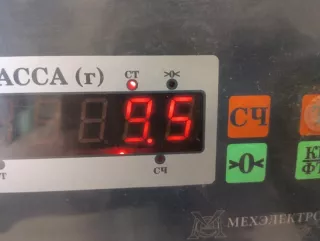 АССА (г)
СТ >0<
9.5
СЧ
СЧ
>0<
МЕХЭЛЕКТРО